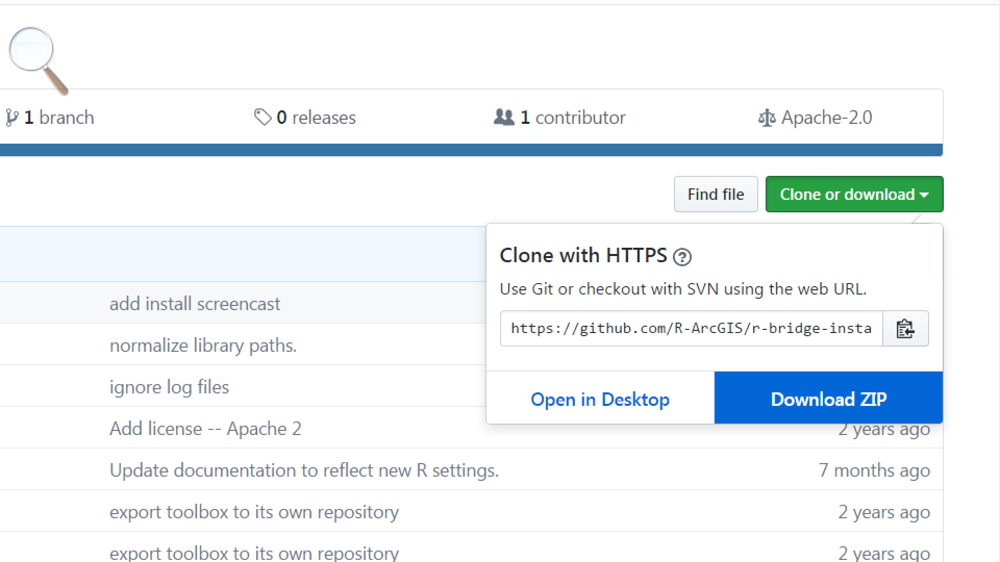 1 branch
0 releases
1 contributor
Apache-2.0
Find file
Clone or download
Clone with HTTPS
Use Git or checkout with SVN using the web URL.
https://github.com/R-ArcGIS/r-bridge-insta
Open in Desktop
Download ZIP
add install screencast
normalize library paths.
ignore log files
Add license -- Apache 2
2 years ago
Update documentation to reflect new R settings.
7 months ago
export toolbox to its own repository
2 years ago
export toolbox to its own repository
2 years ago